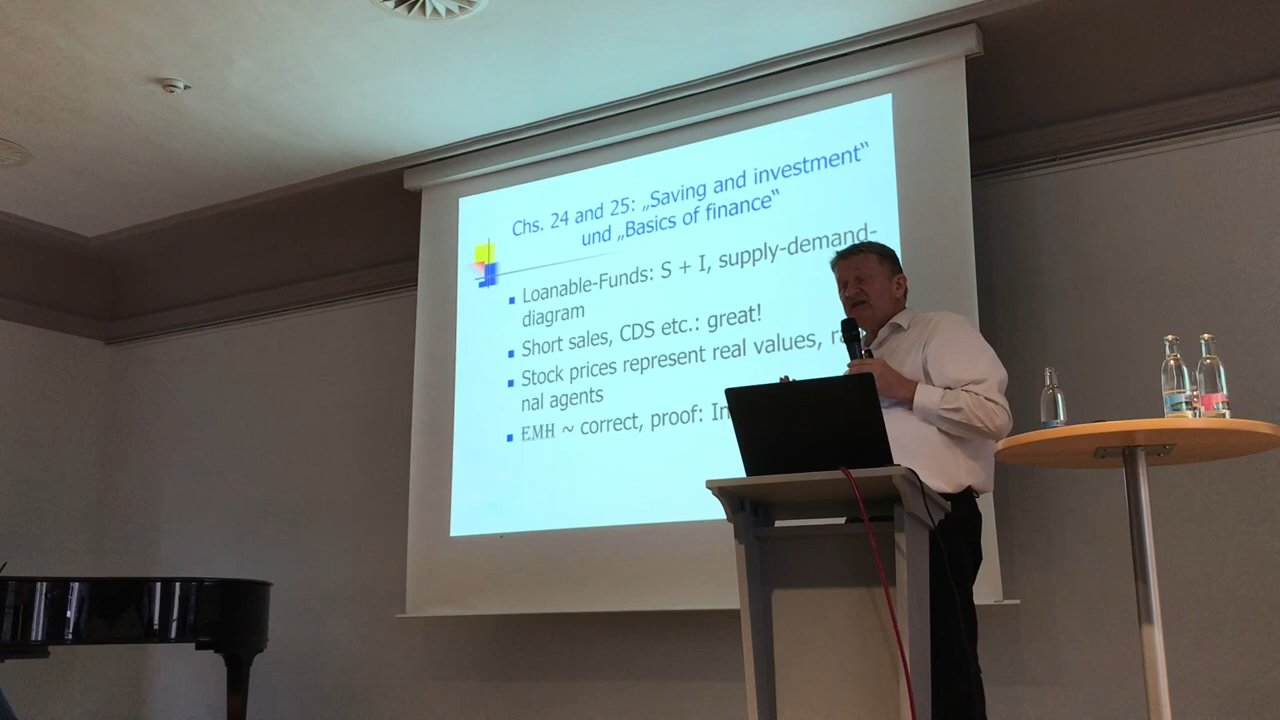 Chs. 24 and 25: „Saving and investment“
und „Basics of finance“
Loanable-Funds: S + I, supply-demand-
diagram
Short sales, CDS etc.: great!
Stock prices represent real values,
nal agents
EMH ~ correct, proof: